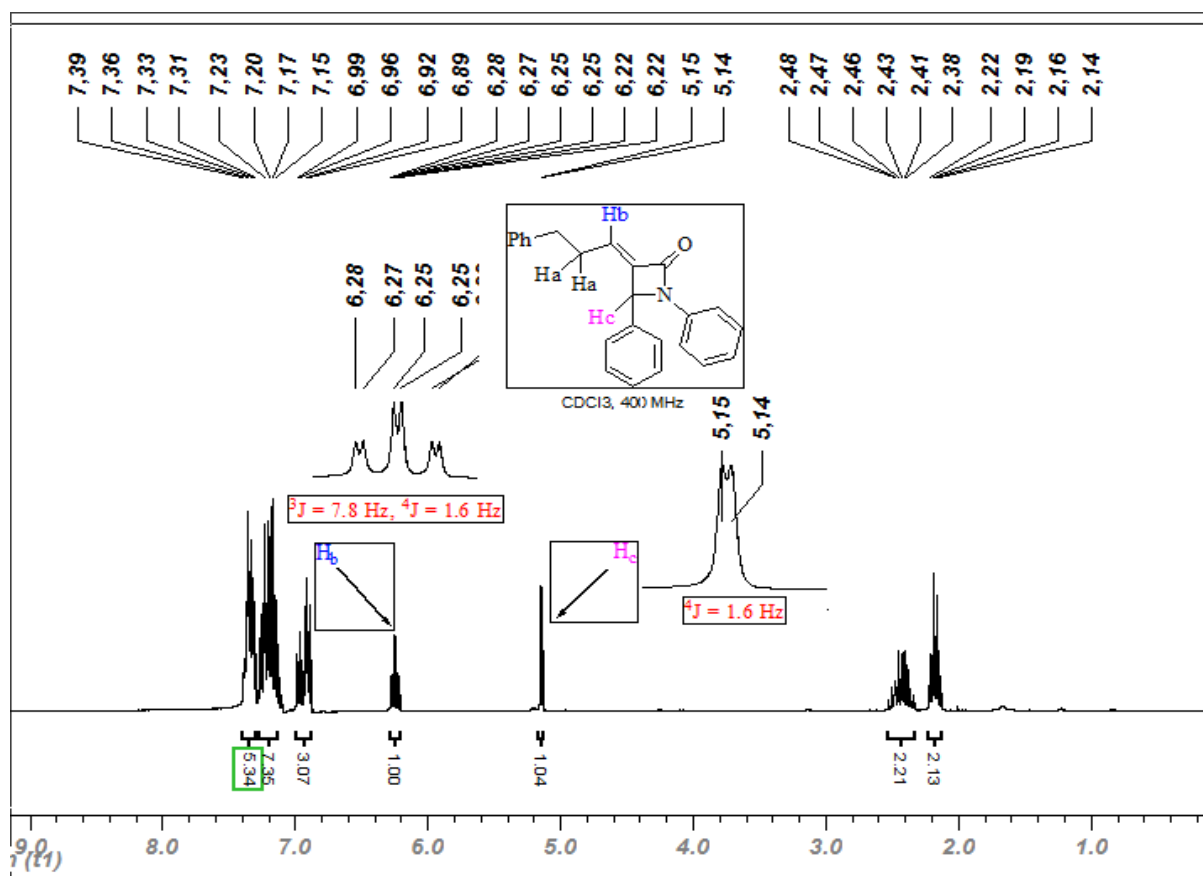 7,39 7,36 7,33 7,31 7,23 7,20 7,17 7,15 6,99 6,96 6,92 6,89 6,28 6,27 6,25 6,25 6,22 6,22 5,15 5,14 2,48 2,47 2,46 2,43 2,41 2,38 2,22 2,19 2,16 2,14
Hb
Ph
O
Ha
Ha
N
Hc
CDCl3, 400 MHz
6,28 6,27 6,25 6,25
5,15 5,14
³J = 7.8 Hz, ⁴J = 1.6 Hz
Hb
Hc
⁴J = 1.6 Hz
5.34 7.35 3.07 1.00 1.04 2.21 2.13
9.0 8.0 7.0 6.0 5.0 4.0 3.0 2.0 1.0
(t1)